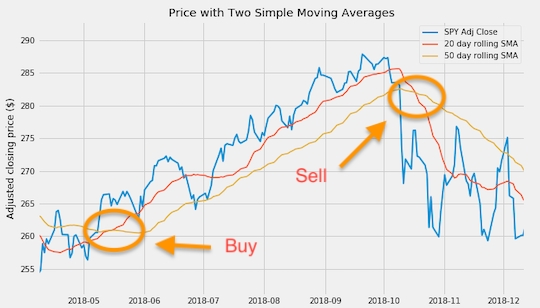 Price with Two Simple Moving Averages
SPY Adj Close
20 day rolling SMA
50 day rolling SMA
Adjusted closing price ($)
290
285
280
275
270
265
260
255
Sell
Buy
2018-05
2018-06
2018-07
2018-08
2018-09
2018-10
2018-11
2018-12